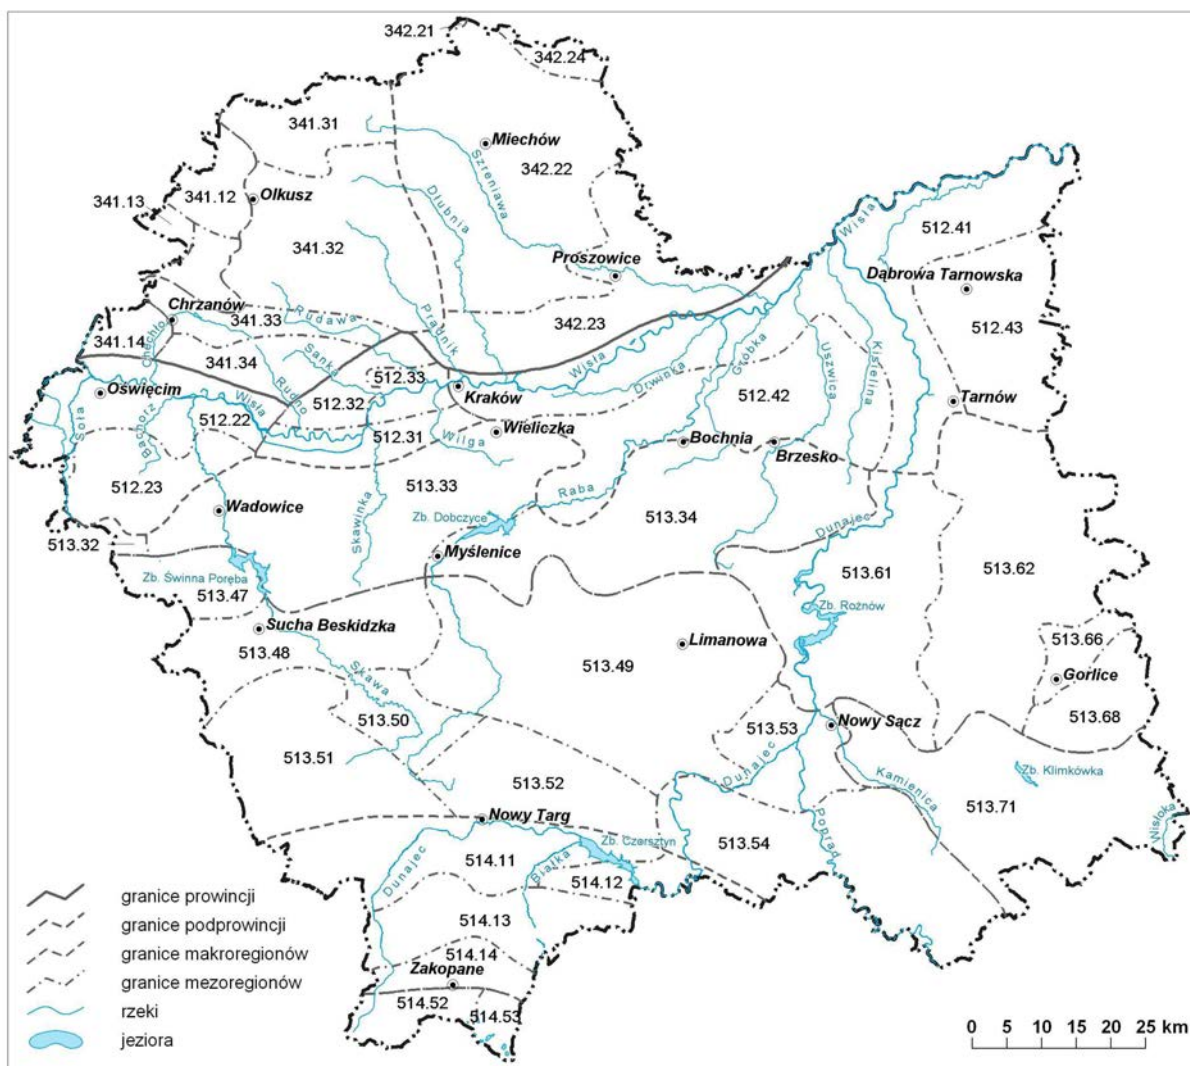 342.21
342.24
341.31
Miechów
342.22
Szreniawa
341.12
Olkusz
341.13
Dłubnia
341.32
Wisła
512.41
Proszowice
Dąbrowa Tarnowska
Chrzanów
341.33
Rudawa
Prądnik
342.23
512.43
341.14
Chechło
341.34
Sanka
Rudno
512.33
Wisła
Drwinka
Gróbka
Uszwica
Kisielina
Oświęcim
512.32
Kraków
512.42
Tarnów
Soła
Bachorz
512.22
Wisła
512.31
Wilga
Wieliczka
Bochnia
Brzesko
512.23
513.33
Raba
Wadowice
Skawinka
Zb. Dobczyce
513.34
Dunajec
513.32
Myślenice
Zb. Świnna Poręba
513.61
513.62
513.47
Zb. Rożnów
Sucha Beskidzka
513.66
513.48
513.49
Limanowa
Skawa
Gorlice
513.50
513.53
Nowy Sącz
513.68
513.51
513.52
Dunajec
Kamienica
Zb. Klimkówka
513.71
Nowy Targ
Wisłoka
Zb. Czorsztyn
513.54
Poprad
Dunajec
514.11
Białka
514.12
514.13
514.14
Zakopane
514.52
514.53
granice prowincji
granice podprowincji
granice makroregionów
granice mezoregionów
rzeki
jeziora
0 5 10 15 20 25 km